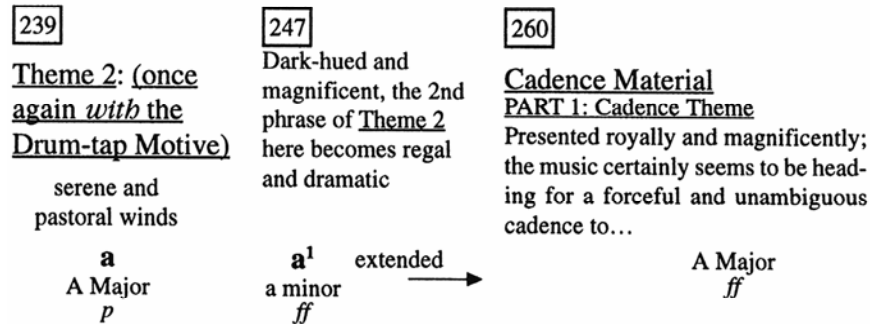 239
Theme 2: (once
again with the
Drum-tap Motive)
serene and
pastoral winds
a
A Major
p
247
Dark-hued and
magnificent, the 2nd
phrase of Theme 2
here becomes regal
and dramatic
a¹ extended
a minor
ff
260
Cadence Material
PART 1: Cadence Theme
Presented royally and magnificently;
the music certainly seems to be head-
ing for a forceful and unambiguous
cadence to…
A Major
ff